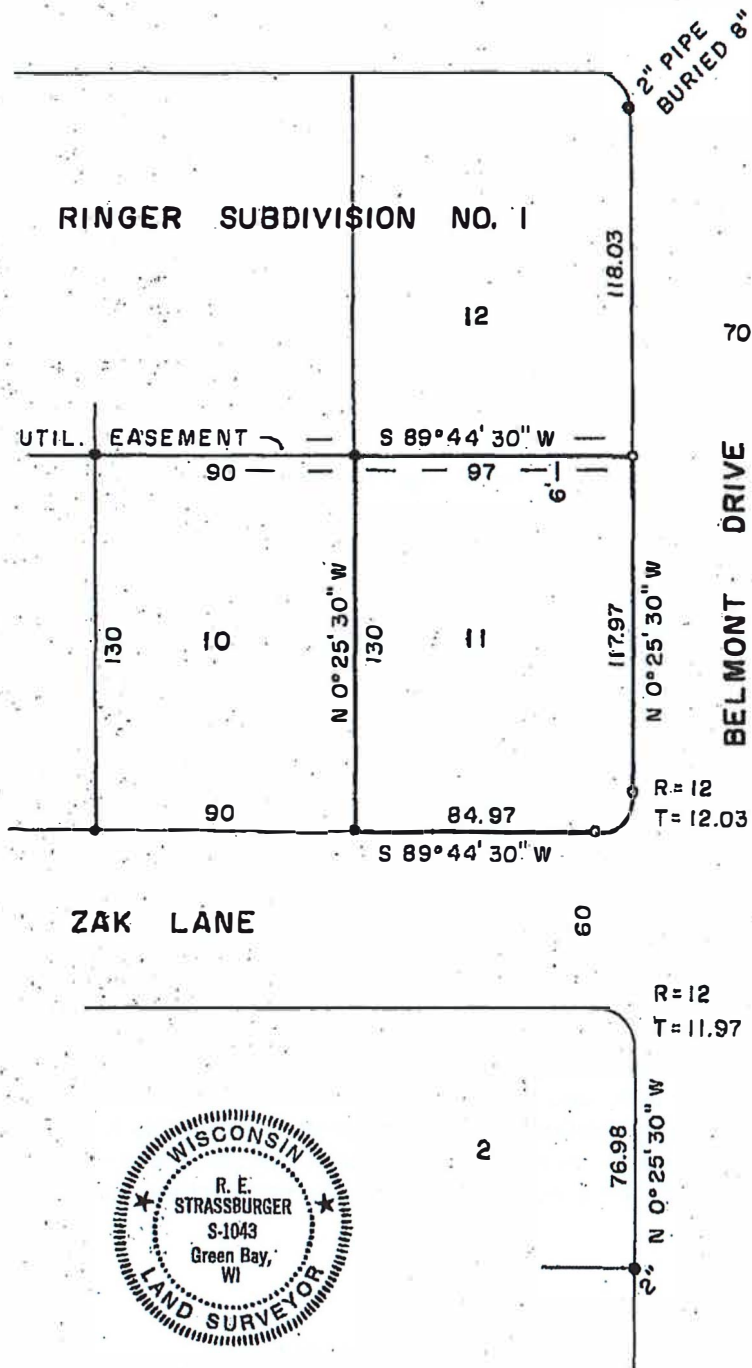 2" PIPE
BURIED 8"
RINGER SUBDIVISION NO. 1
118.03
12
70
UTIL. EASEMENT
S 89°44'30" W
90
97
6'
BELMONT DRIVE
130
10
N 0°25'30" W
130
11
117.97
N 0°25'30" W
R=12
T=12.03
90
84.97
S 89°44'30" W
ZAK LANE
60
R=12
T=11.97
2
76.98
N 0°25'30" W
2"
WISCONSIN
R. E.
STRASSBURGER
S-1043
Green Bay,
WI
LAND SURVEYOR